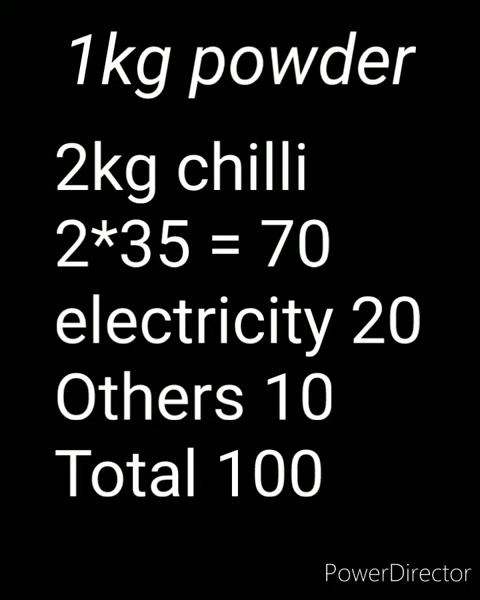 1kg powder
2kg chilli
2*35 = 70
electricity 20
Others 10
Total 100
PowerDirector